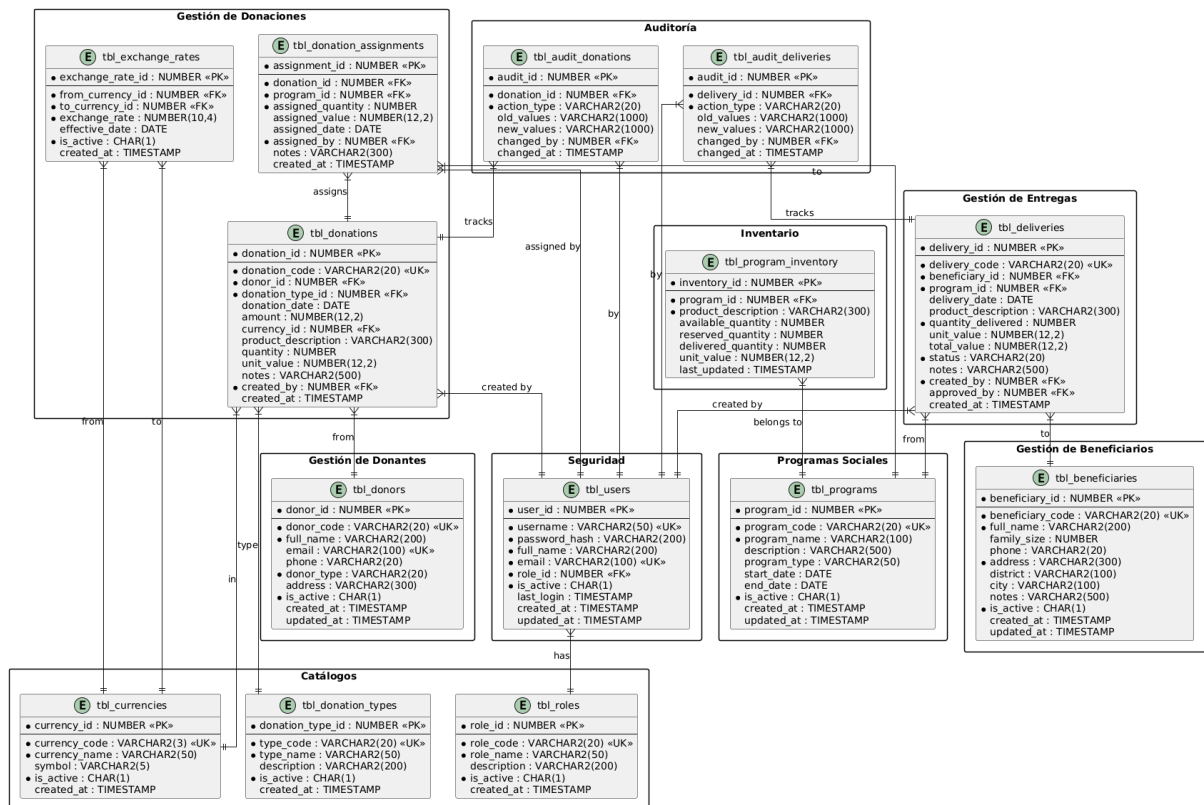 Gestión de Donaciones
E tbl_exchange_rates
exchange_rate_id : NUMBER «PK»
from_currency_id : NUMBER «FK»
to_currency_id : NUMBER «FK»
exchange_rate : NUMBER(10,4)
effective_date : DATE
is_active : CHAR(1)
created_at : TIMESTAMP
E tbl_donation_assignments
assignment_id : NUMBER «PK»
donation_id : NUMBER «FK»
program_id : NUMBER «FK»
assigned_quantity : NUMBER
assigned_value : NUMBER(12,2)
assigned_date : DATE
assigned_by : NUMBER «FK»
notes : VARCHAR2(300)
created_at : TIMESTAMP
assigns
E tbl_donations
donation_id : NUMBER «PK»
donation_code : VARCHAR2(20) «UK»
donor_id : NUMBER «FK»
donation_type_id : NUMBER «FK»
donation_date : DATE
amount : NUMBER(12,2)
currency_id : NUMBER «FK»
product_description : VARCHAR2(300)
quantity : NUMBER
unit_value : NUMBER(12,2)
notes : VARCHAR2(500)
created_by : NUMBER «FK»
created_at : TIMESTAMP
Auditoría
E tbl_audit_donations
audit_id : NUMBER «PK»
donation_id : NUMBER «FK»
action_type : VARCHAR2(20)
old_values : VARCHAR2(1000)
new_values : VARCHAR2(1000)
changed_by : NUMBER «FK»
changed_at : TIMESTAMP
E tbl_audit_deliveries
audit_id : NUMBER «PK»
delivery_id : NUMBER «FK»
action_type : VARCHAR2(20)
old_values : VARCHAR2(1000)
new_values : VARCHAR2(1000)
changed_by : NUMBER «FK»
changed_at : TIMESTAMP
to
tracks
tracks
assigned by
by
by
Inventario
E tbl_program_inventory
inventory_id : NUMBER «PK»
program_id : NUMBER «FK»
product_description : VARCHAR2(300)
available_quantity : NUMBER
reserved_quantity : NUMBER
delivered_quantity : NUMBER
unit_value : NUMBER(12,2)
last_updated : TIMESTAMP
Gestión de Entregas
E tbl_deliveries
delivery_id : NUMBER «PK»
delivery_code : VARCHAR2(20) «UK»
beneficiary_id : NUMBER «FK»
program_id : NUMBER «FK»
delivery_date : DATE
product_description : VARCHAR2(300)
quantity_delivered : NUMBER
unit_value : NUMBER(12,2)
total_value : NUMBER(12,2)
status : VARCHAR2(20)
notes : VARCHAR2(500)
created_by : NUMBER «FK»
approved_by : NUMBER «FK»
created_at : TIMESTAMP
created by
created by
from
to
from
belongs to
from
to
Gestión de Donantes
E tbl_donors
donor_id : NUMBER «PK»
donor_code : VARCHAR2(20) «UK»
full_name : VARCHAR2(200)
email : VARCHAR2(100) «UK»
phone : VARCHAR2(20)
donor_type : VARCHAR2(20)
address : VARCHAR2(300)
is_active : CHAR(1)
created_at : TIMESTAMP
updated_at : TIMESTAMP
Seguridad
E tbl_users
user_id : NUMBER «PK»
username : VARCHAR2(50) «UK»
password_hash : VARCHAR2(200)
full_name : VARCHAR2(200)
email : VARCHAR2(100) «UK»
role_id : NUMBER «FK»
is_active : CHAR(1)
last_login : TIMESTAMP
created_at : TIMESTAMP
updated_at : TIMESTAMP
Programas Sociales
E tbl_programs
program_id : NUMBER «PK»
program_code : VARCHAR2(20) «UK»
program_name : VARCHAR2(100)
description : VARCHAR2(500)
program_type : VARCHAR2(50)
start_date : DATE
end_date : DATE
is_active : CHAR(1)
created_at : TIMESTAMP
updated_at : TIMESTAMP
Gestión de Beneficiarios
E tbl_beneficiaries
beneficiary_id : NUMBER «PK»
beneficiary_code : VARCHAR2(20) «UK»
full_name : VARCHAR2(200)
family_size : NUMBER
phone : VARCHAR2(20)
address : VARCHAR2(300)
district : VARCHAR2(100)
city : VARCHAR2(100)
notes : VARCHAR2(500)
is_active : CHAR(1)
created_at : TIMESTAMP
updated_at : TIMESTAMP
type
in
has
Catálogos
E tbl_currencies
currency_id : NUMBER «PK»
currency_code : VARCHAR2(3) «UK»
currency_name : VARCHAR2(50)
symbol : VARCHAR2(5)
is_active : CHAR(1)
created_at : TIMESTAMP
E tbl_donation_types
donation_type_id : NUMBER «PK»
type_code : VARCHAR2(20) «UK»
type_name : VARCHAR2(50)
description : VARCHAR2(200)
is_active : CHAR(1)
created_at : TIMESTAMP
E tbl_roles
role_id : NUMBER «PK»
role_code : VARCHAR2(20) «UK»
role_name : VARCHAR2(50)
description : VARCHAR2(200)
is_active : CHAR(1)
created_at : TIMESTAMP